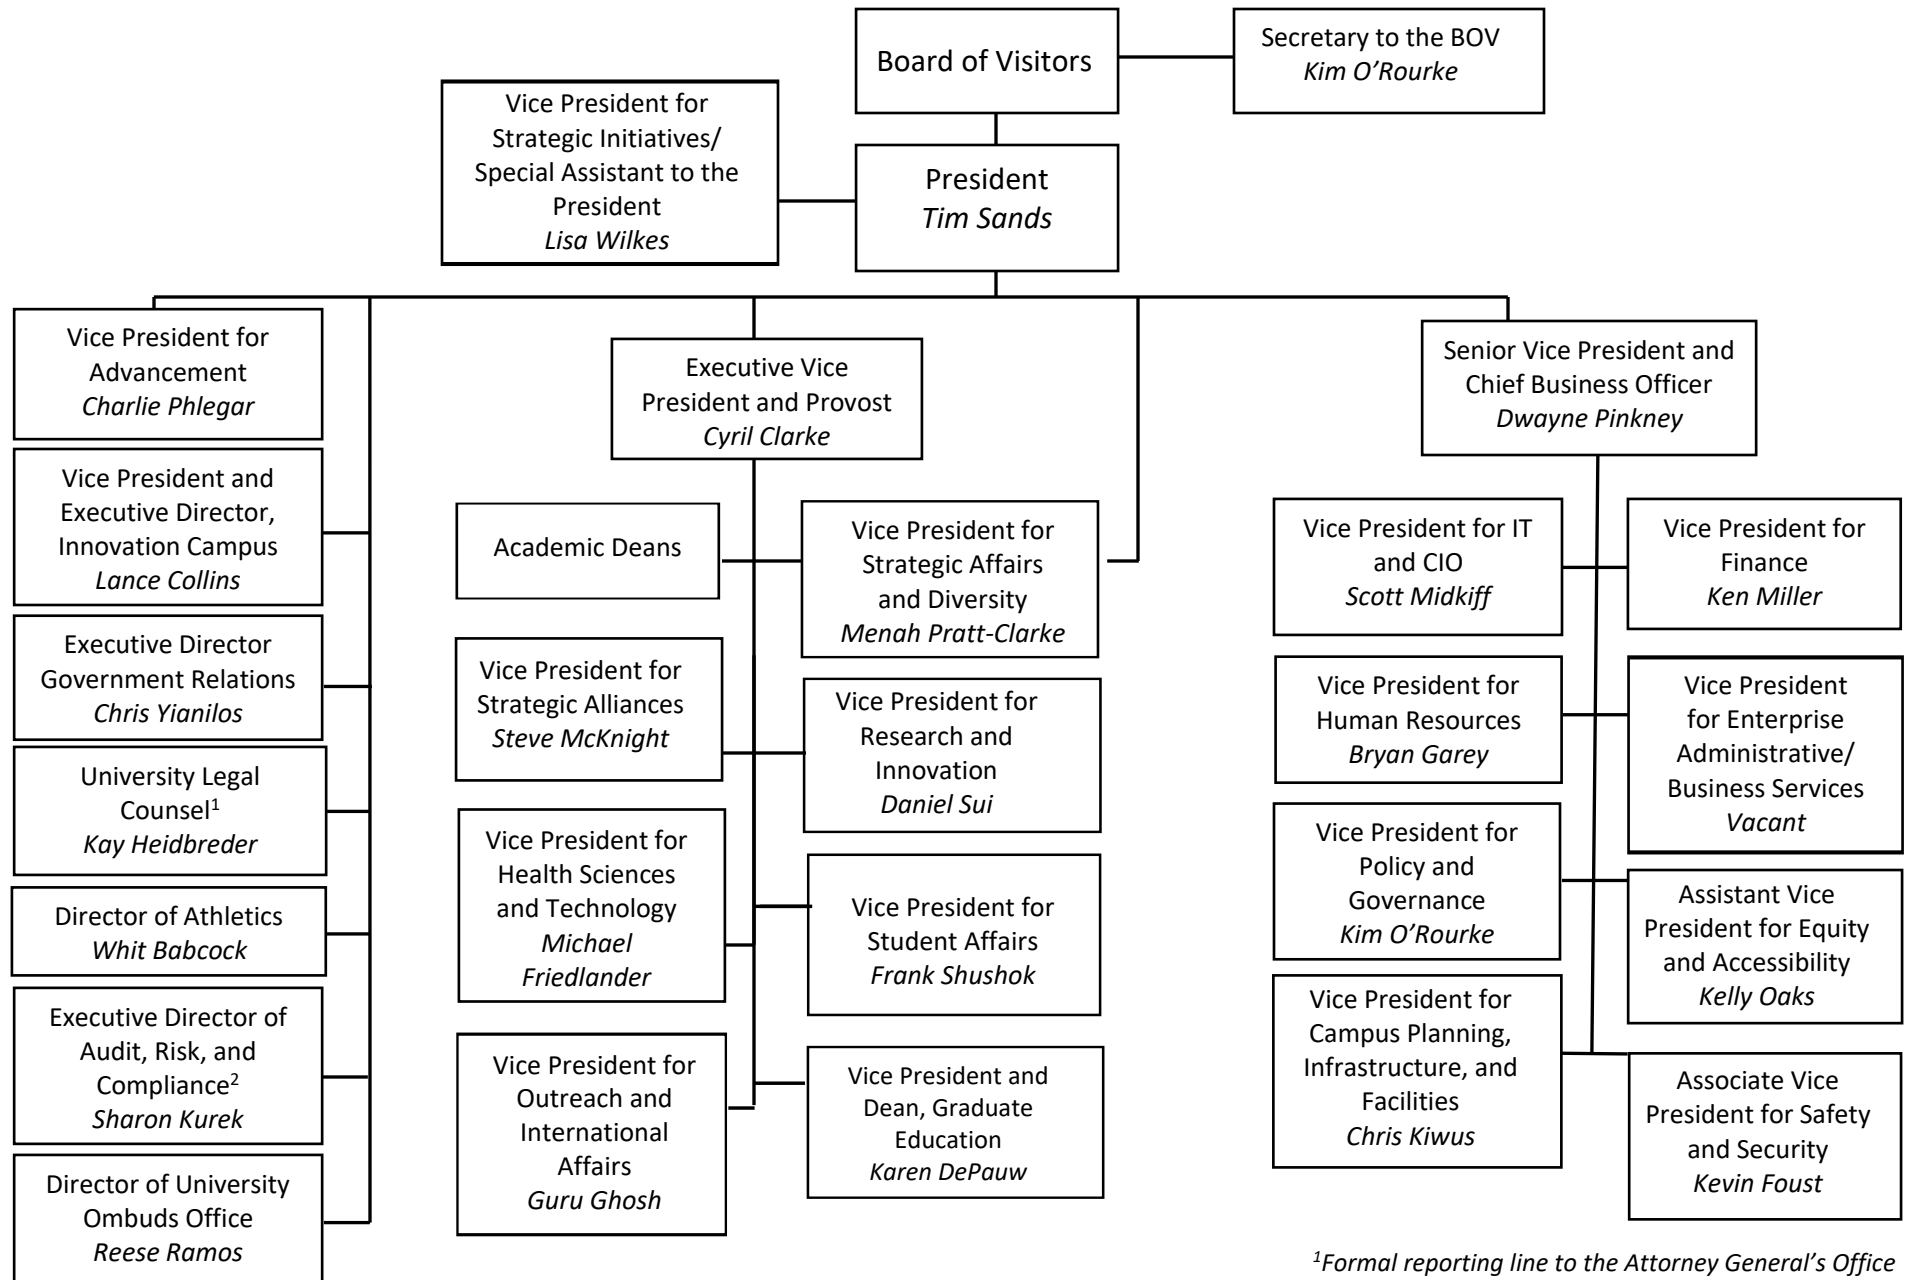 Board of Visitors
Secretary to the BOV
Kim O’Rourke
Vice President for
Strategic Initiatives/
Special Assistant to the
President
Lisa Wilkes
President
Tim Sands
Vice President for
Advancement
Charlie Phlegar
Vice President and
Executive Director,
Innovation Campus
Lance Collins
Executive Director
Government Relations
Chris Yianilos
University Legal
Counsel¹
Kay Heidbreder
Director of Athletics
Whit Babcock
Executive Director of
Audit, Risk, and
Compliance²
Sharon Kurek
Director of University
Ombuds Office
Reese Ramos
Executive Vice
President and Provost
Cyril Clarke
Academic Deans
Vice President for
Strategic Affairs
and Diversity
Menah Pratt-Clarke
Vice President for
Strategic Alliances
Steve McKnight
Vice President for
Research and
Innovation
Daniel Sui
Vice President for
Health Sciences
and Technology
Michael
Friedlander
Vice President for
Student Affairs
Frank Shushok
Vice President for
Outreach and
International
Affairs
Guru Ghosh
Vice President and
Dean, Graduate
Education
Karen DePauw
Senior Vice President and
Chief Business Officer
Dwayne Pinkney
Vice President for IT
and CIO
Scott Midkiff
Vice President for
Finance
Ken Miller
Vice President for
Human Resources
Bryan Garey
Vice President
for Enterprise
Administrative/
Business Services
Vacant
Vice President for
Policy and
Governance
Kim O’Rourke
Assistant Vice
President for Equity
and Accessibility
Kelly Oaks
Vice President for
Campus Planning,
Infrastructure, and
Facilities
Chris Kiwus
Associate Vice
President for Safety
and Security
Kevin Foust
¹Formal reporting line to the Attorney General’s Office